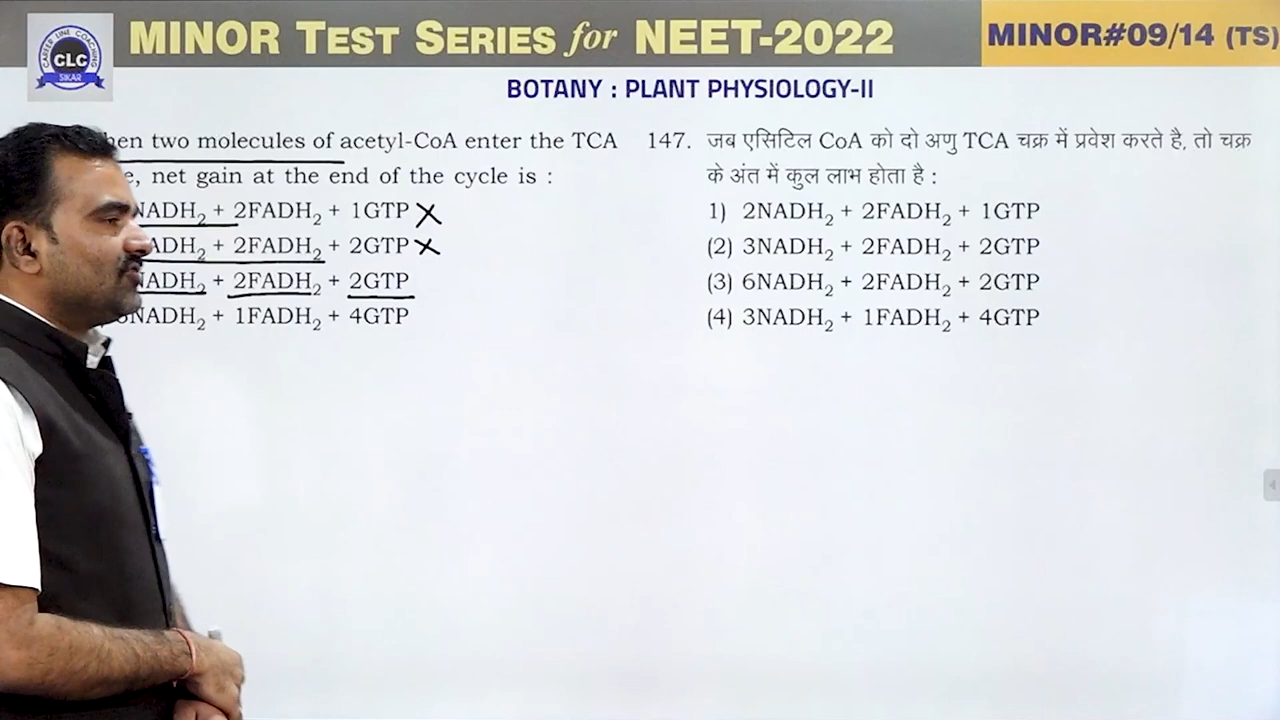 CAREER LINE COACHING
CLC
SIKAR
MINOR TEST SERIES for NEET-2022
MINOR#09/14 (TS)
BOTANY : PLANT PHYSIOLOGY-II
two molecules of acetyl-CoA enter the TCA
net gain at the end of the cycle is :
NADH2 + 2FADH2 + 1GTP
ADH2 + 2FADH2 + 2GTP
NADH2 + 2FADH2 + 2GTP
NADH2 + 1FADH2 + 4GTP
147. जब एसिटिल CoA को दो अणु TCA चक्र में प्रवेश करते है, तो चक्र
के अंत में कुल लाभ होता है :
1) 2NADH2 + 2FADH2 + 1GTP
(2) 3NADH2 + 2FADH2 + 2GTP
(3) 6NADH2 + 2FADH2 + 2GTP
(4) 3NADH2 + 1FADH2 + 4GTP